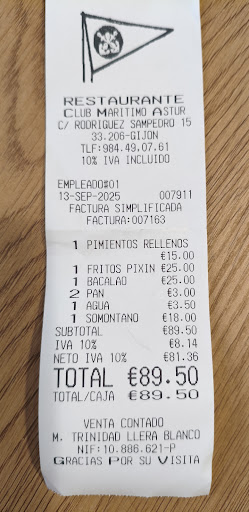 RESTAURANTE
CLUB MARITIMO ASTUR
C/ RODRIGUEZ SAMPEDRO 15
33.206-GIJON
TLF:984.49.07.61
10% IVA INCLUIDO
EMPLEADO#01
13-SEP-2025 007911
FACTURA SIMPLIFICADA
FACTURA:007163
1 PIMIENTOS RELLENOS
€15.00
1 FRITOS PIXIN €25.00
1 BACALAO €25.00
2 PAN €3.00
1 AGUA €3.50
1 SOMONTANO €18.00
SUBTOTAL €89.50
IVA 10% €8.14
NETO IVA 10% €81.36
TOTAL €89.50
TOTAL/CAJA €89.50
VENTA CONTADO
M. TRINIDAD LLERA BLANCO
NIF:10.886.621-P
GRACIAS POR SU VISITA